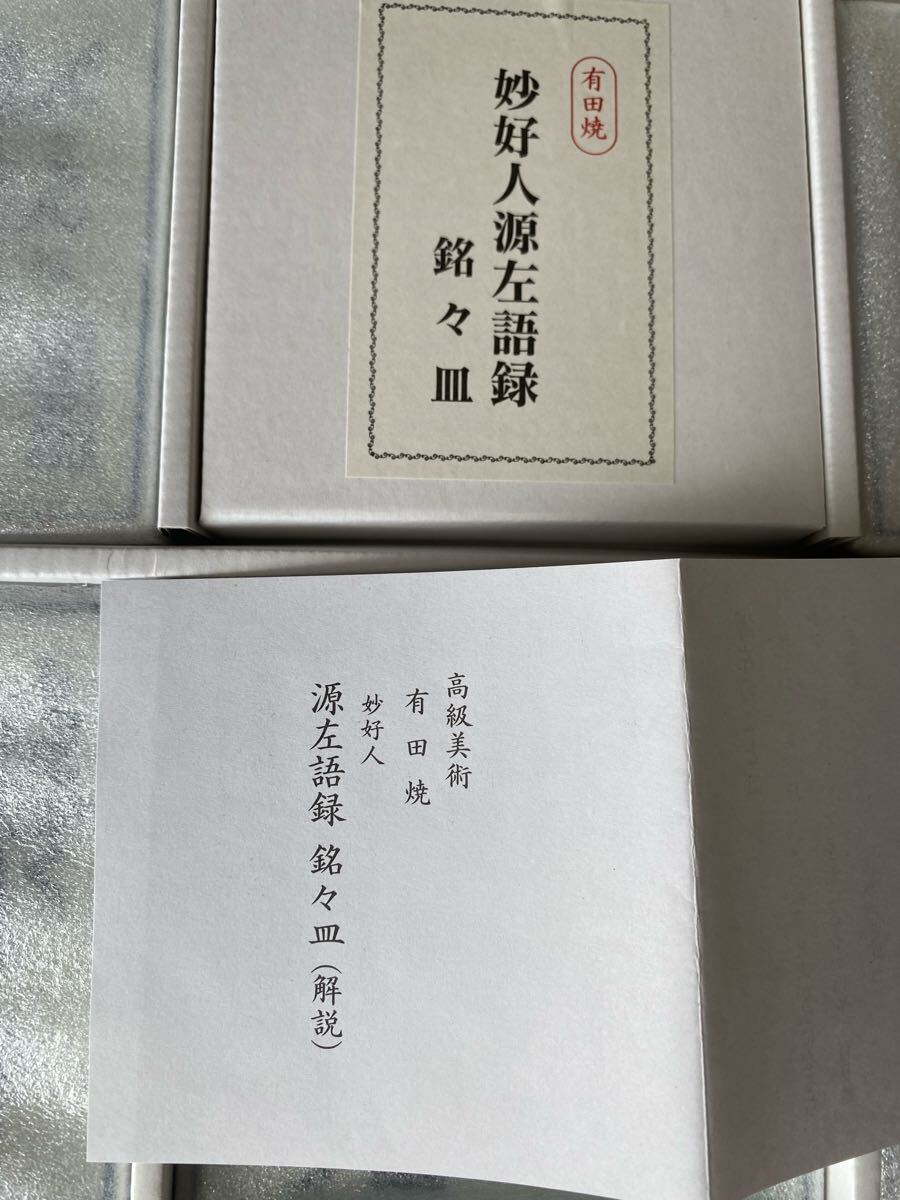 有田焼
妙好人源左語録
銘々皿
高級美術
有田焼
妙好人
源左語録 銘々皿(解説)